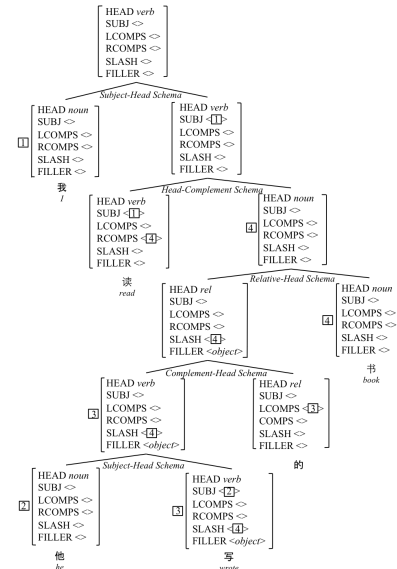 HEAD verb
SUBJ <>
LCOMPS <>
RCOMPS <>
SLASH <>
FILLER <>
Subject-Head Schema
1
HEAD noun
SUBJ <>
LCOMPS <>
RCOMPS <>
SLASH <>
FILLER <>
我
I
HEAD verb
SUBJ <1>
LCOMPS <>
RCOMPS <>
SLASH <>
FILLER <>
Head-Complement Schema
HEAD verb
SUBJ <1>
LCOMPS <>
RCOMPS <4>
SLASH <>
FILLER <>
读
read
4
HEAD noun
SUBJ <>
LCOMPS <>
RCOMPS <>
SLASH <>
FILLER <>
Relative-Head Schema
HEAD rel
SUBJ <>
LCOMPS <>
RCOMPS <>
SLASH <4>
FILLER <object>
4
HEAD noun
SUBJ <>
LCOMPS <>
RCOMPS <>
SLASH <>
FILLER <>
书
book
Complement-Head Schema
3
HEAD verb
SUBJ <>
LCOMPS <>
RCOMPS <>
SLASH <4>
FILLER <object>
HEAD rel
SUBJ <>
LCOMPS <3>
COMPS <>
SLASH <>
FILLER <>
的
Subject-Head Schema
2
HEAD noun
SUBJ <>
LCOMPS <>
RCOMPS <>
SLASH <>
FILLER <>
他
he
3
HEAD verb
SUBJ <2>
LCOMPS <>
RCOMPS <>
SLASH <4>
FILLER <object>
写
wrote